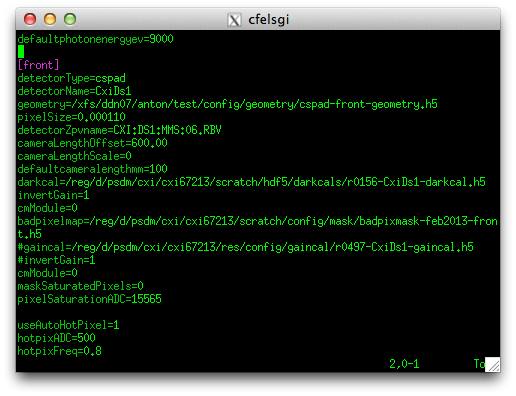 cfelsgi
defaultphotonenergyev=9000
[front]
detectorType=cspad
detectorName=CxiDs1
geometry=/xfs/ddn07/anton/test/config/geometry/cspad-front-geometry.h5
pixelSize=0.000110
detectorZpvname=CXI:DS1:MMS:06.RBV
cameraLengthOffset=600.00
cameraLengthScale=0
defaultcameralengthmm=100
darkcal=/reg/d/psdm/cxi/cxi67213/scratch/hdf5/darkcals/r0156-CxiDs1-darkcal.h5
invertGain=1
cmModule=0
badpixelmap=/reg/d/psdm/cxi/cxi67213/scratch/config/mask/badpixmask-feb2013-fron
t.h5
#gaincal=/reg/d/psdm/cxi/cxi67213/res/config/gaincal/r0497-CxiDs1-gaincal.h5
#invertGain=1
cmModule=0
maskSaturatedPixels=0
pixelSaturationADC=15565
useAutoHotPixel=1
hotpixADC=500
hotpixFreq=0.8
2,0-1 To